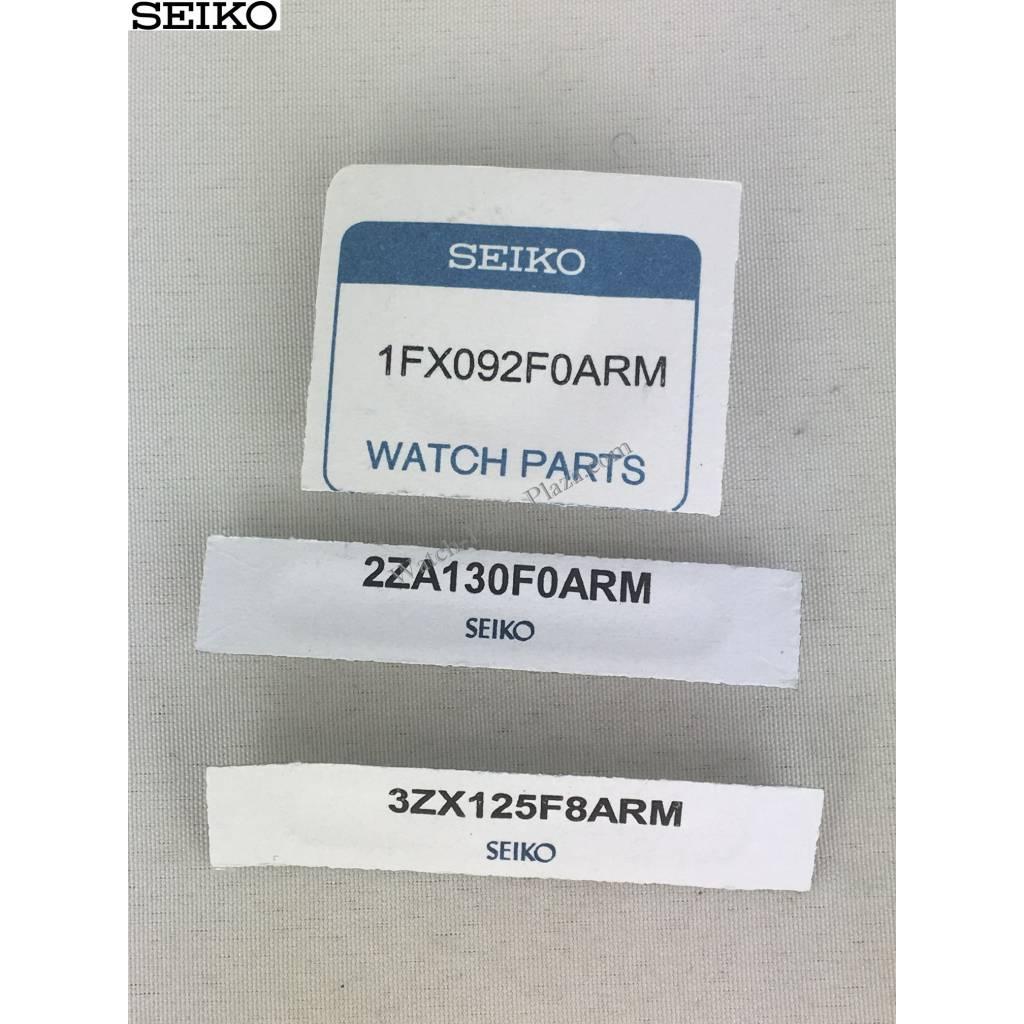 SEIKO
SEIKO
1FX092F0ARM
WATCH PARTS
2ZA130F0ARM
SEIKO
3ZX125F8ARM
SEIKO